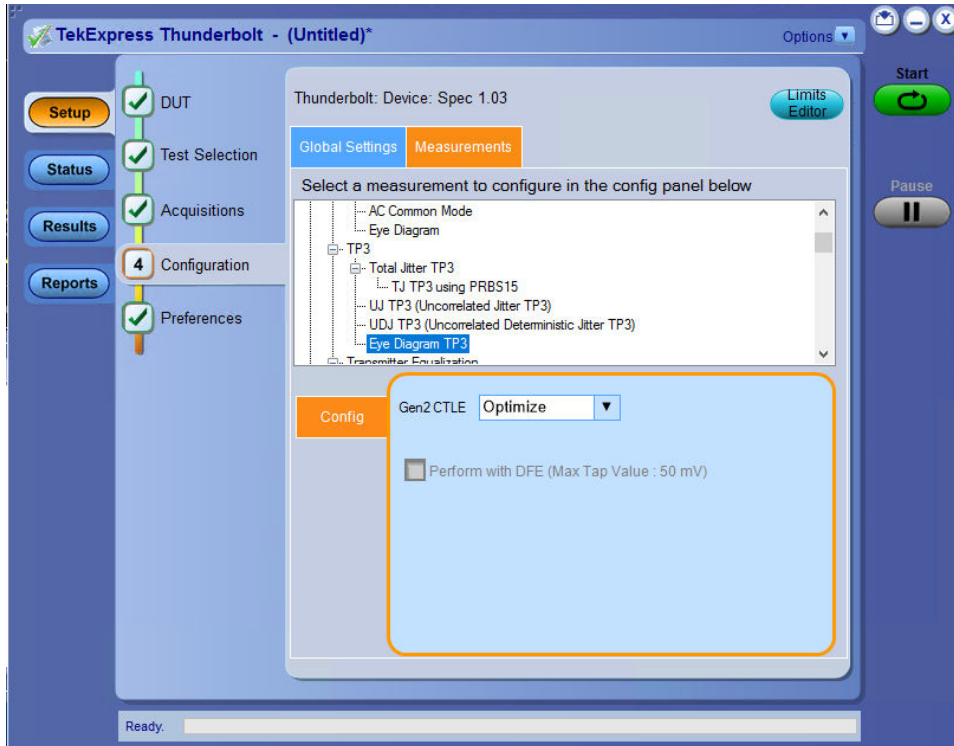 TekExpress Thunderbolt - (Untitled)*
Options
X
Start
Pause
Setup
Status
Results
Reports
DUT
Test Selection
Acquisitions
4 Configuration
Preferences
Thunderbolt: Device: Spec 1.03
Limits
Editor
Global Settings Measurements
Select a measurement to configure in the config panel below
AC Common Mode
Eye Diagram
TP3
Total Jitter TP3
TJ TP3 using PRBS15
UJ TP3 (Uncorrelated Jitter TP3)
UDJ TP3 (Uncorrelated Deterministic Jitter TP3)
Eye Diagram TP3
Transmitter Equalization
Config
Gen2 CTLE Optimize
Perform with DFE (Max Tap Value : 50 mV)
Ready.